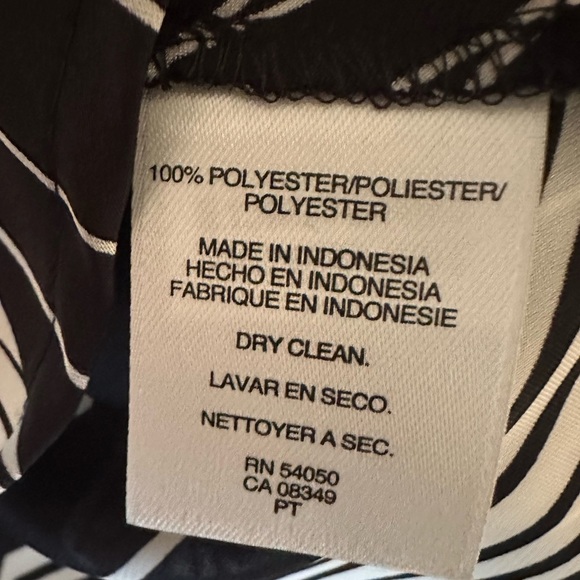 100% POLYESTER/POLIESTER/
POLYESTER
MADE IN INDONESIA
HECHO EN INDONESIA
FABRIQUE EN INDONESIE
DRY CLEAN.
LAVAR EN SECO.
NETTOYER A SEC.
RN 54050
CA 08349
PT